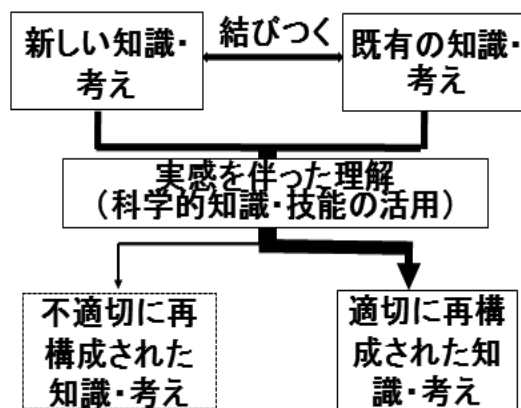 新しい知識・
考え
結びつく
既有の知識・
考え
実感を伴った理解
（科学的知識・技能の活用）
不適切に再
構成された
知識・考え
適切に再構
成された知
識・考え